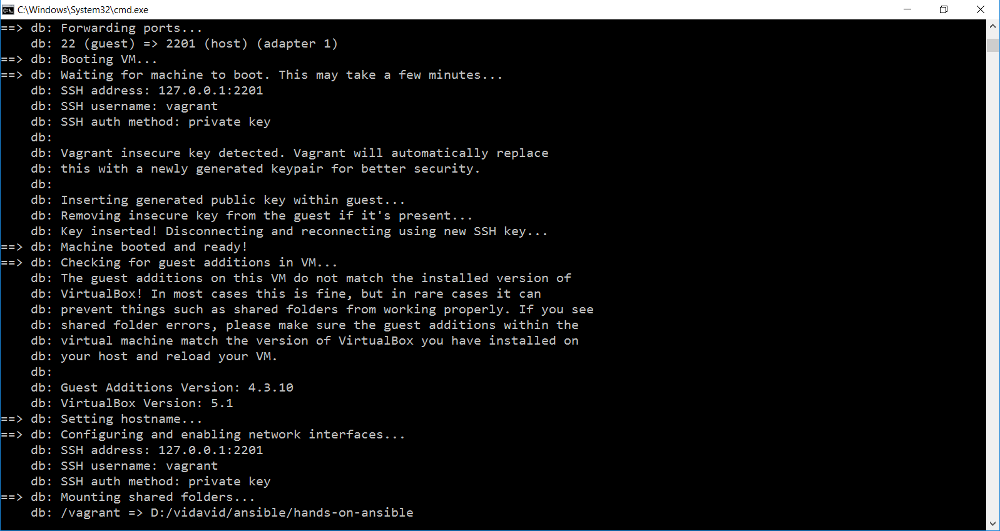 C:\Windows\System32\cmd.exe
==> db: Forwarding ports...
    db: 22 (guest) => 2201 (host) (adapter 1)
==> db: Booting VM...
==> db: Waiting for machine to boot. This may take a few minutes...
    db: SSH address: 127.0.0.1:2201
    db: SSH username: vagrant
    db: SSH auth method: private key
    db:
    db: Vagrant insecure key detected. Vagrant will automatically replace
    db: this with a newly generated keypair for better security.
    db:
    db: Inserting generated public key within guest...
    db: Removing insecure key from the guest if it's present...
    db: Key inserted! Disconnecting and reconnecting using new SSH key...
==> db: Machine booted and ready!
==> db: Checking for guest additions in VM...
    db: The guest additions on this VM do not match the installed version of
    db: VirtualBox! In most cases this is fine, but in rare cases it can
    db: prevent things such as shared folders from working properly. If you see
    db: shared folder errors, please make sure the guest additions within the
    db: virtual machine match the version of VirtualBox you have installed on
    db: your host and reload your VM.
    db:
    db: Guest Additions Version: 4.3.10
    db: VirtualBox Version: 5.1
==> db: Setting hostname...
==> db: Configuring and enabling network interfaces...
    db: SSH address: 127.0.0.1:2201
    db: SSH username: vagrant
    db: SSH auth method: private key
==> db: Mounting shared folders...
    db: /vagrant => D:/vidavid/ansible/hands-on-ansible